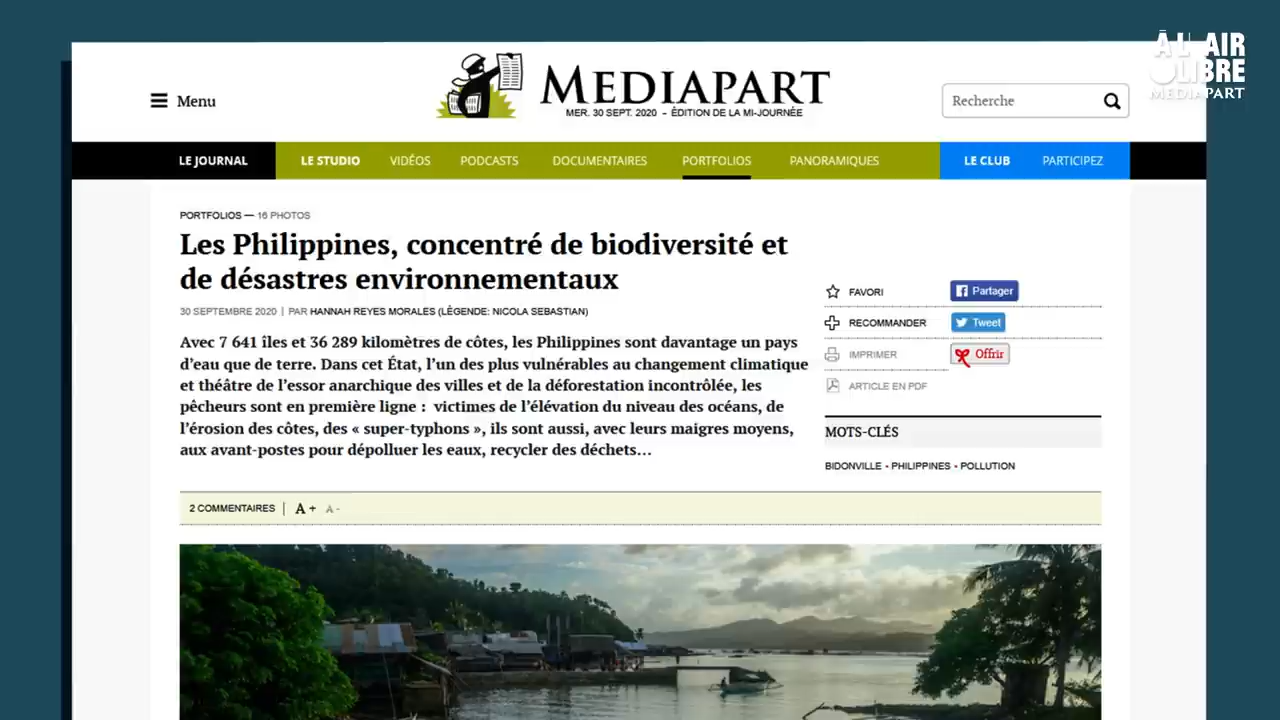 À L'AIR
LIBRE
MEDIAPART
Menu
MEDIAPART
MER. 30 SEPT. 2020 – ÉDITION DE LA MI-JOURNÉE
Recherche
LE JOURNAL LE STUDIO VIDÉOS PODCASTS DOCUMENTAIRES PORTFOLIOS PANORAMIQUES LE CLUB PARTICIPEZ
PORTFOLIOS — 16 PHOTOS
Les Philippines, concentré de biodiversité et
de désastres environnementaux
30 SEPTEMBRE 2020 | PAR HANNAH REYES MORALES (LÉGENDE: NICOLA SEBASTIAN)
Avec 7 641 îles et 36 289 kilomètres de côtes, les Philippines sont davantage un pays
d'eau que de terre. Dans cet État, l'un des plus vulnérables au changement climatique
et théâtre de l'essor anarchique des villes et de la déforestation incontrôlée, les
pêcheurs sont en première ligne : victimes de l'élévation du niveau des océans, de
l'érosion des côtes, des « super-typhons », ils sont aussi, avec leurs maigres moyens,
aux avant-postes pour dépolluer les eaux, recycler des déchets…
FAVORI Partager
RECOMMANDER Tweet
IMPRIMER Offrir
ARTICLE EN PDF
MOTS-CLÉS
BIDONVILLE • PHILIPPINES • POLLUTION
2 COMMENTAIRES | A + A -